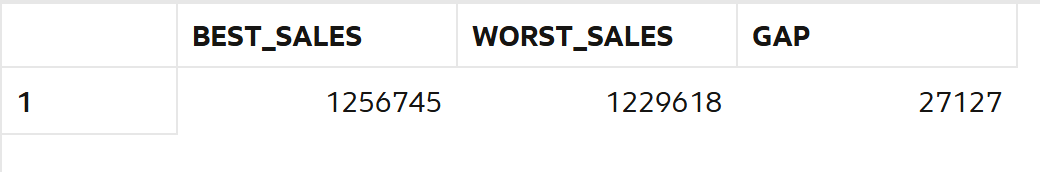 BEST_SALES WORST_SALES GAP
1 1256745 1229618 27127